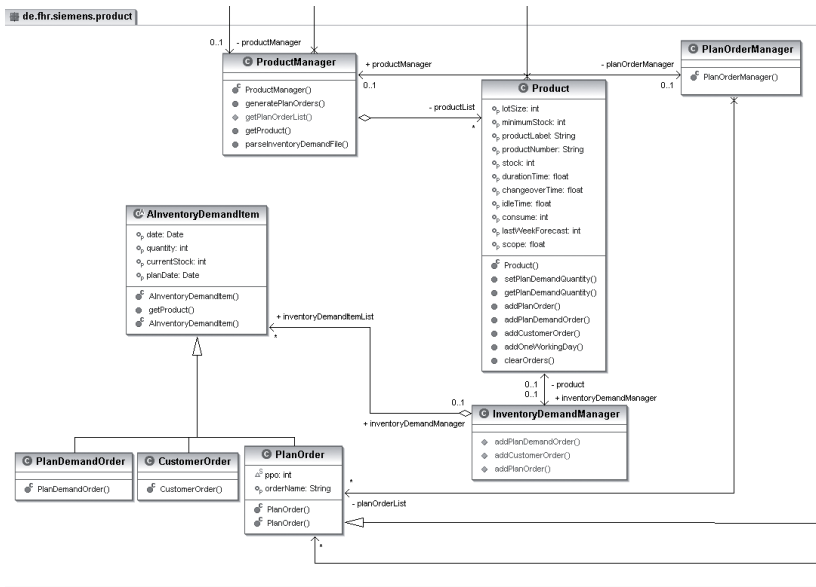 de.fhr.siemens.product
0..1 - productManager
ProductManager
ProductManager()
generatePlanOrders()
getPlanOrderList()
getProduct()
parseInventoryDemandFile()
+ productManager
0..1
- planOrderManager
0..1
PlanOrderManager
PlanOrderManager()
- productList
*
Product
lotSize: int
minimumStock: int
productLabel: String
productNumber: String
stock: int
durationTime: float
changeoverTime: float
idleTime: float
consume: int
lastWeekForecast: int
scope: float
Product()
setPlanDemandQuantity()
getPlanDemandQuantity()
addPlanOrder()
addPlanDemandOrder()
addCustomerOrder()
addOneWorkingDay()
clearOrders()
AInventoryDemandItem
date: Date
quantity: int
currentStock: int
planDate: Date
AInventoryDemandItem()
getProduct()
AInventoryDemandItem()
+ inventoryDemandItemList
*
0..1 - product
0..1 + inventoryDemandManager
0..1
+ inventoryDemandManager
InventoryDemandManager
addPlanDemandOrder()
addCustomerOrder()
addPlanOrder()
PlanDemandOrder
PlanDemandOrder()
CustomerOrder
CustomerOrder()
PlanOrder
ppo: int
orderName: String
PlanOrder()
PlanOrder()
*
- planOrderList
*